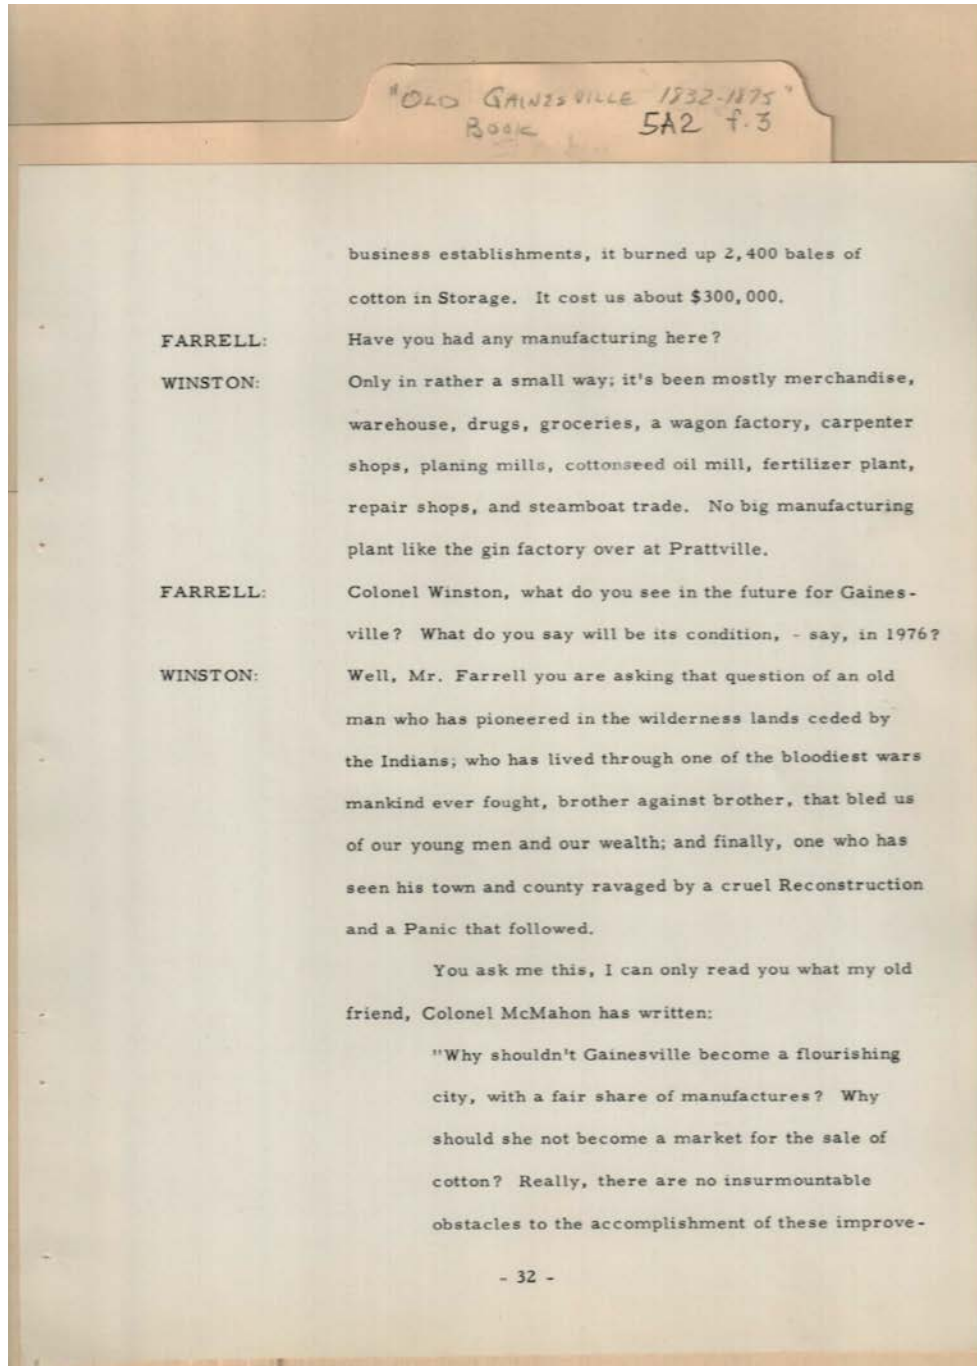 "OLD GAINESVILLE 1832-1875"
BOOK 5A2 f.3
business establishments, it burned up 2,400 bales of
cotton in Storage. It cost us about $300,000.
FARRELL: Have you had any manufacturing here?
WINSTON: Only in rather a small way; it's been mostly merchandise,
warehouse, drugs, groceries, a wagon factory, carpenter
shops, planing mills, cottonseed oil mill, fertilizer plant,
repair shops, and steamboat trade. No big manufacturing
plant like the gin factory over at Prattville.
FARRELL: Colonel Winston, what do you see in the future for Gaines-
ville? What do you say will be its condition, - say, in 1976?
WINSTON: Well, Mr. Farrell you are asking that question of an old
man who has pioneered in the wilderness lands ceded by
the Indians; who has lived through one of the bloodiest wars
mankind ever fought, brother against brother, that bled us
of our young men and our wealth; and finally, one who has
seen his town and county ravaged by a cruel Reconstruction
and a Panic that followed.
You ask me this, I can only read you what my old
friend, Colonel McMahon has written:
"Why shouldn't Gainesville become a flourishing
city, with a fair share of manufactures? Why
should she not become a market for the sale of
cotton? Really, there are no insurmountable
obstacles to the accomplishment of these improve-
- 32 -